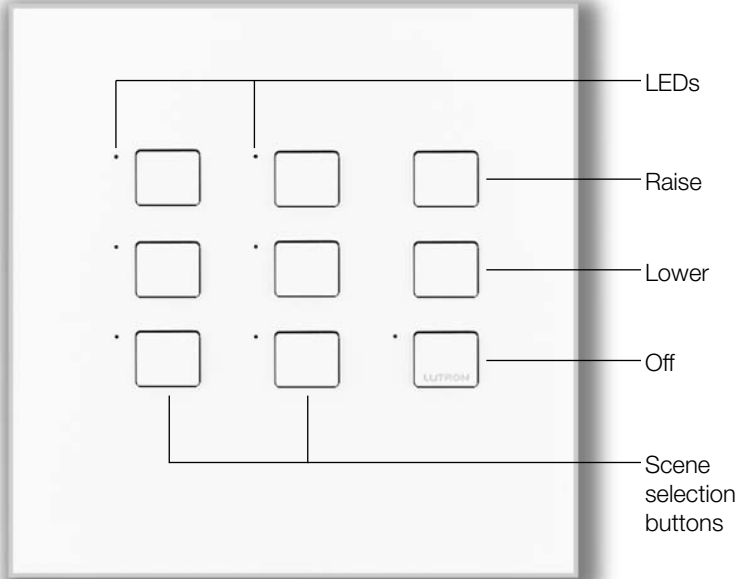 LEDs
Raise
Lower
Off
LUTRON
Scene
selection
buttons